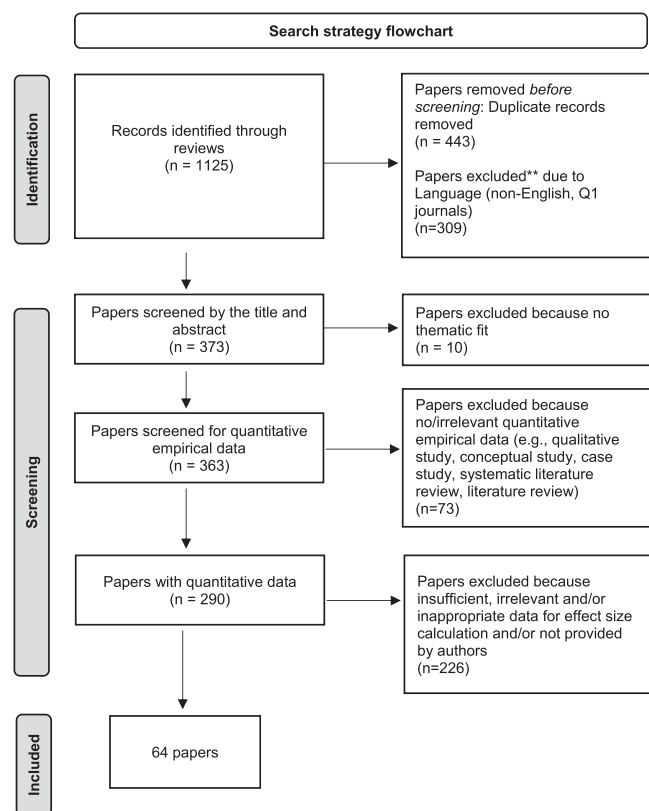 Search strategy flowchart
Identification
Records identified through
reviews
(n = 1125)
Papers removed before
screening: Duplicate records
removed
(n = 443)
Papers excluded** due to
Language (non-English, Q1
journals)
(n=309)
Screening
Papers screened by the title and
abstract
(n = 373)
Papers excluded because no
thematic fit
(n = 10)
Papers screened for quantitative
empirical data
(n = 363)
Papers excluded because
no/irrelevant quantitative
empirical data (e.g., qualitative
study, conceptual study, case
study, systematic literature
review, literature review)
(n=73)
Papers with quantitative data
(n = 290)
Papers excluded because
insufficient, irrelevant and/or
inappropriate data for effect size
calculation and/or not provided
by authors
(n=226)
Included
64 papers